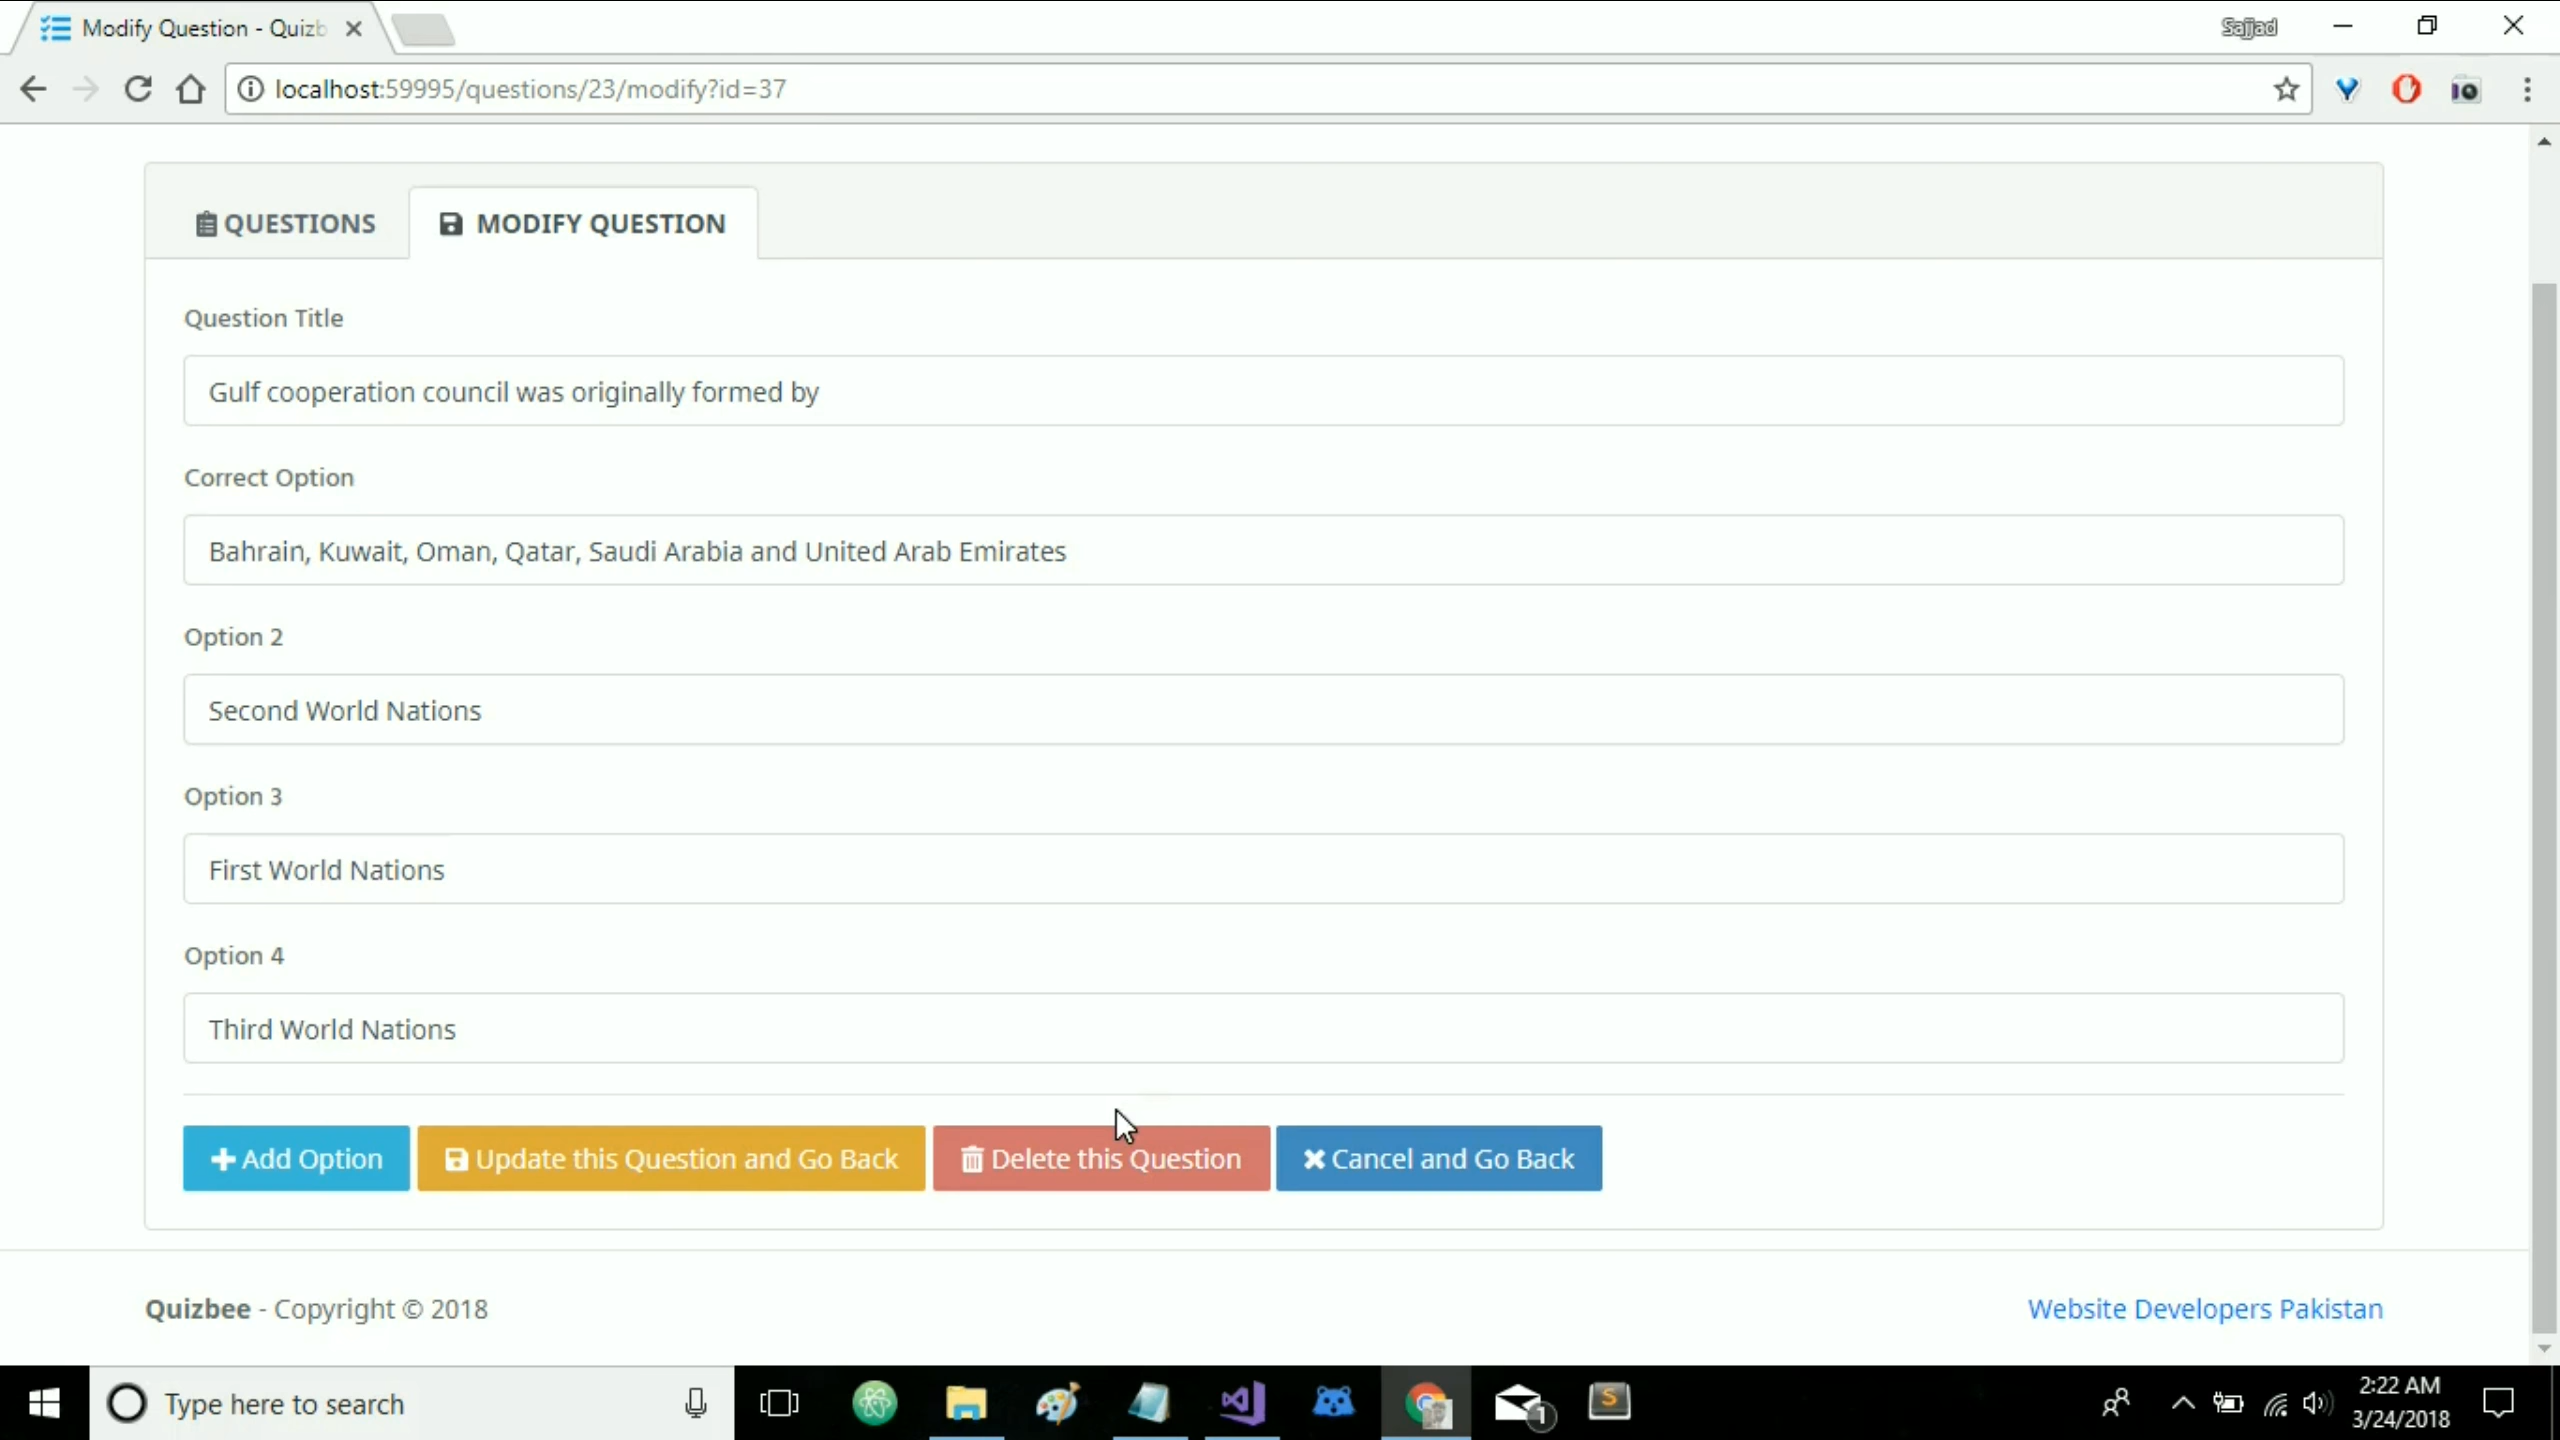 Modify Question - Quizb
Sajjad
localhost:59995/questions/23/modify?id=37
QUESTIONS
MODIFY QUESTION
Question Title
Gulf cooperation council was originally formed by
Correct Option
Bahrain, Kuwait, Oman, Qatar, Saudi Arabia and United Arab Emirates
Option 2
Second World Nations
Option 3
First World Nations
Option 4
Third World Nations
Add Option
Update this Question and Go Back
Delete this Question
Cancel and Go Back
Quizbee - Copyright © 2018
Website Developers Pakistan
Type here to search
1
S
2:22 AM
3/24/2018